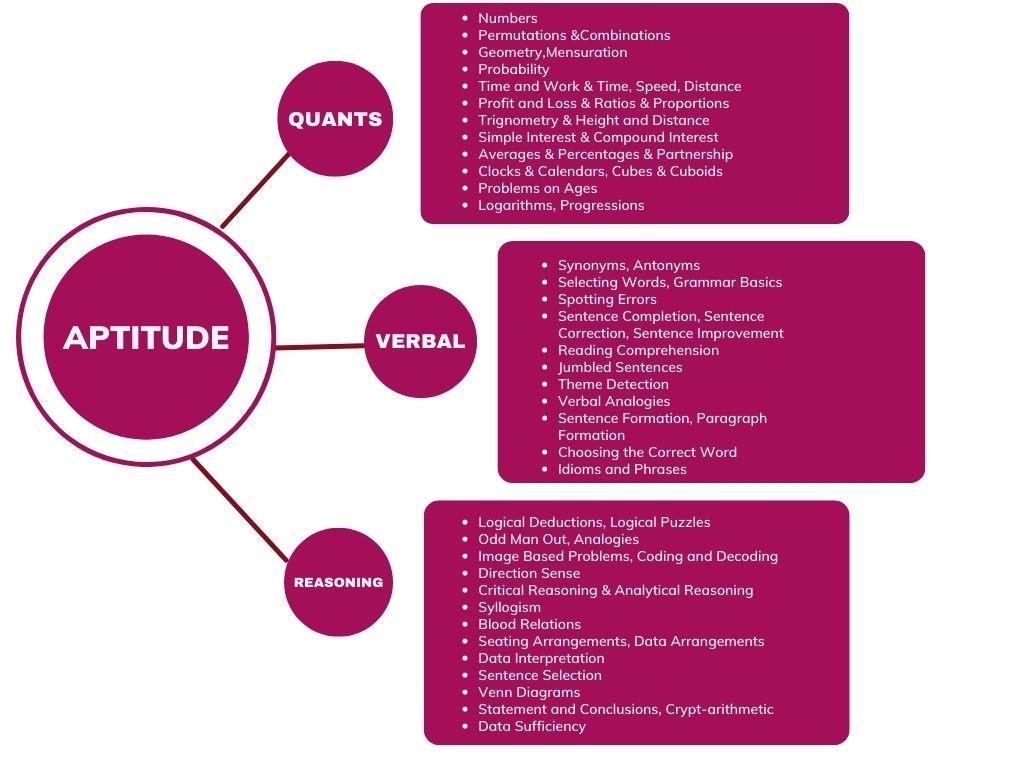 APTITUDE
QUANTS
Numbers
Permutations &Combinations
Geometry,Mensuration
Probability
Time and Work & Time, Speed, Distance
Profit and Loss & Ratios & Proportions
Trignometry & Height and Distance
Simple Interest & Compound Interest
Averages & Percentages & Partnership
Clocks & Calendars, Cubes & Cuboids
Problems on Ages
Logarithms, Progressions
VERBAL
Synonyms, Antonyms
Selecting Words, Grammar Basics
Spotting Errors
Sentence Completion, Sentence
Correction, Sentence Improvement
Reading Comprehension
Jumbled Sentences
Theme Detection
Verbal Analogies
Sentence Formation, Paragraph
Formation
Choosing the Correct Word
Idioms and Phrases
REASONING
Logical Deductions, Logical Puzzles
Odd Man Out, Analogies
Image Based Problems, Coding and Decoding
Direction Sense
Critical Reasoning & Analytical Reasoning
Syllogism
Blood Relations
Seating Arrangements, Data Arrangements
Data Interpretation
Sentence Selection
Venn Diagrams
Statement and Conclusions, Crypt-arithmetic
Data Sufficiency